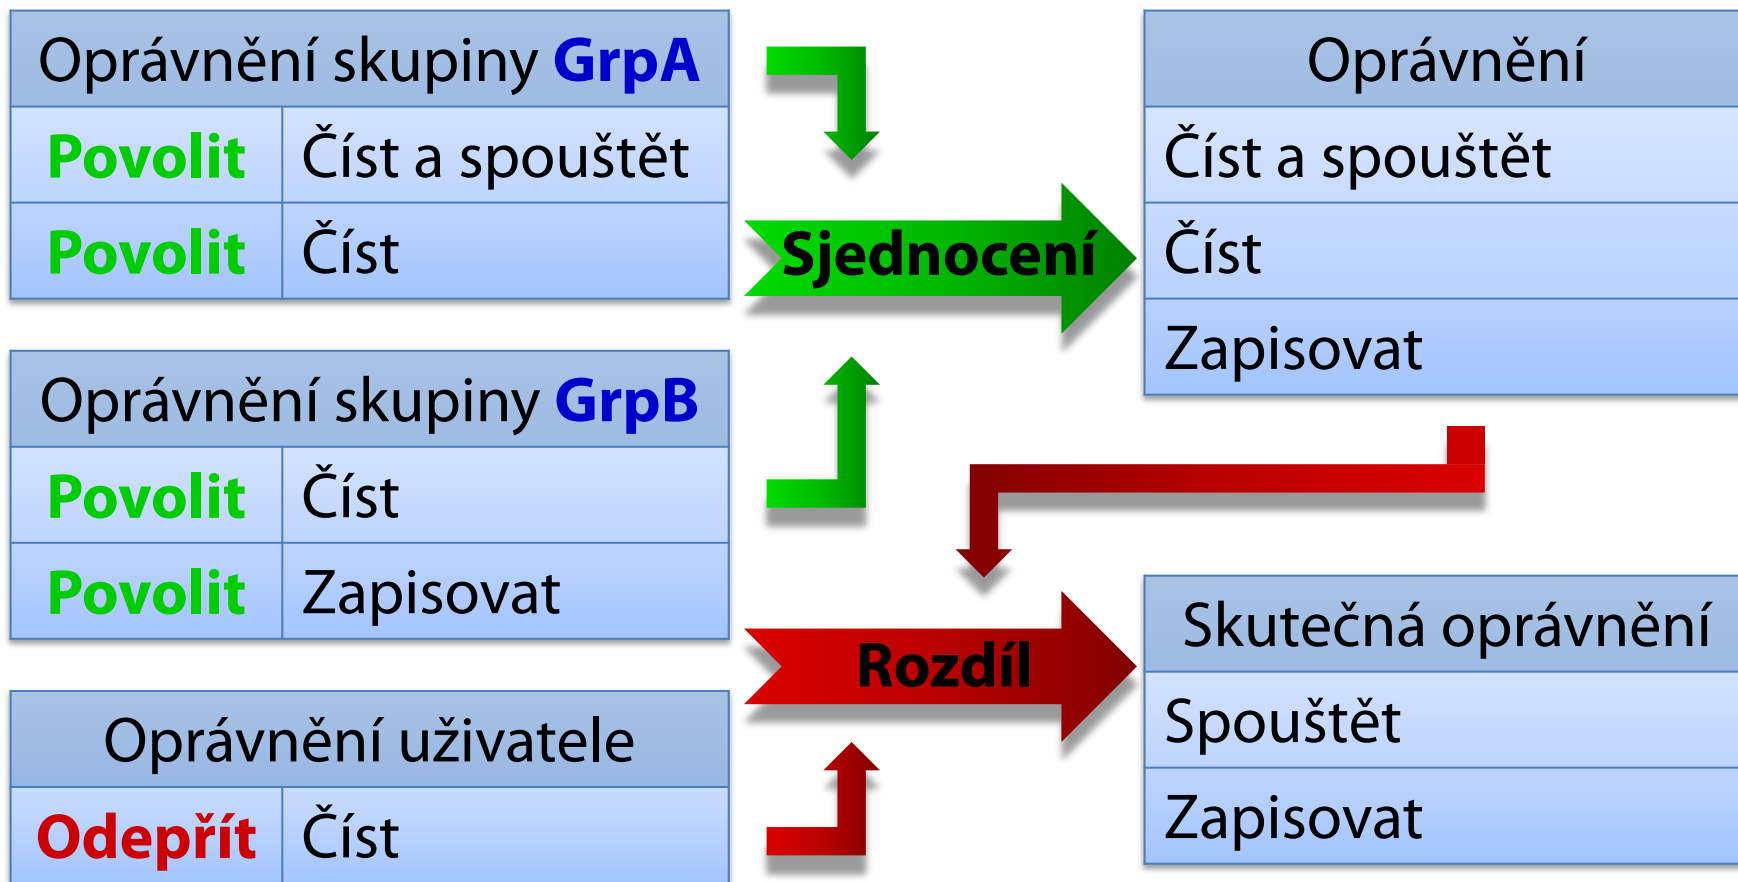 Oprávnění skupiny GrpA
Povolit Číst a spouštět
Povolit Číst
Oprávnění skupiny GrpB
Povolit Číst
Povolit Zapisovat
Oprávnění uživatele
Odepřít Číst
Sjednocení
Rozdíl
Oprávnění
Číst a spouštět
Číst
Zapisovat
Skutečná oprávnění
Spouštět
Zapisovat